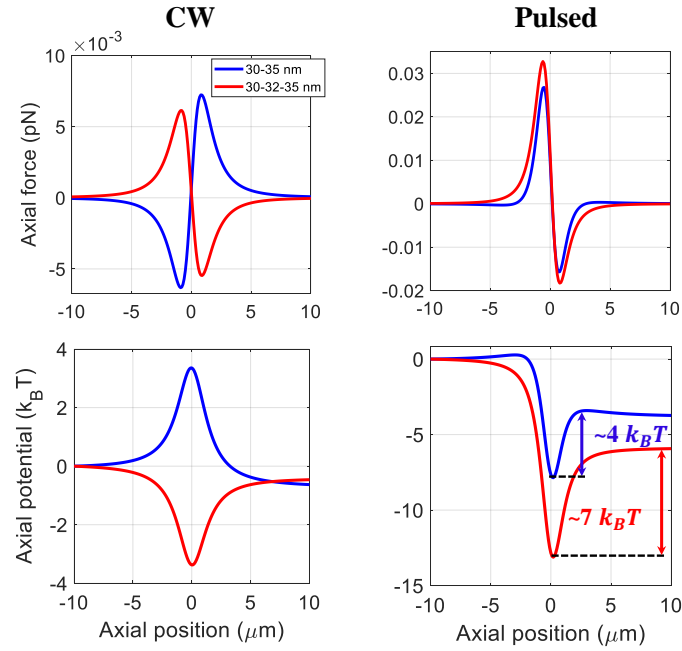 CW
Pulsed
×10⁻³
10
5
0
-5
Axial force (pN)
30-35 nm
30-32-35 nm
-10 -5 0 5 10
0.03
0.02
0.01
0
-0.01
-0.02
-10 -5 0 5 10
4
2
0
-2
-4
Axial potential (k_BT)
-10 -5 0 5 10
Axial position (μm)
0
-5
-10
-15
~4 k_BT
~7 k_BT
-10 -5 0 5 10
Axial position (μm)